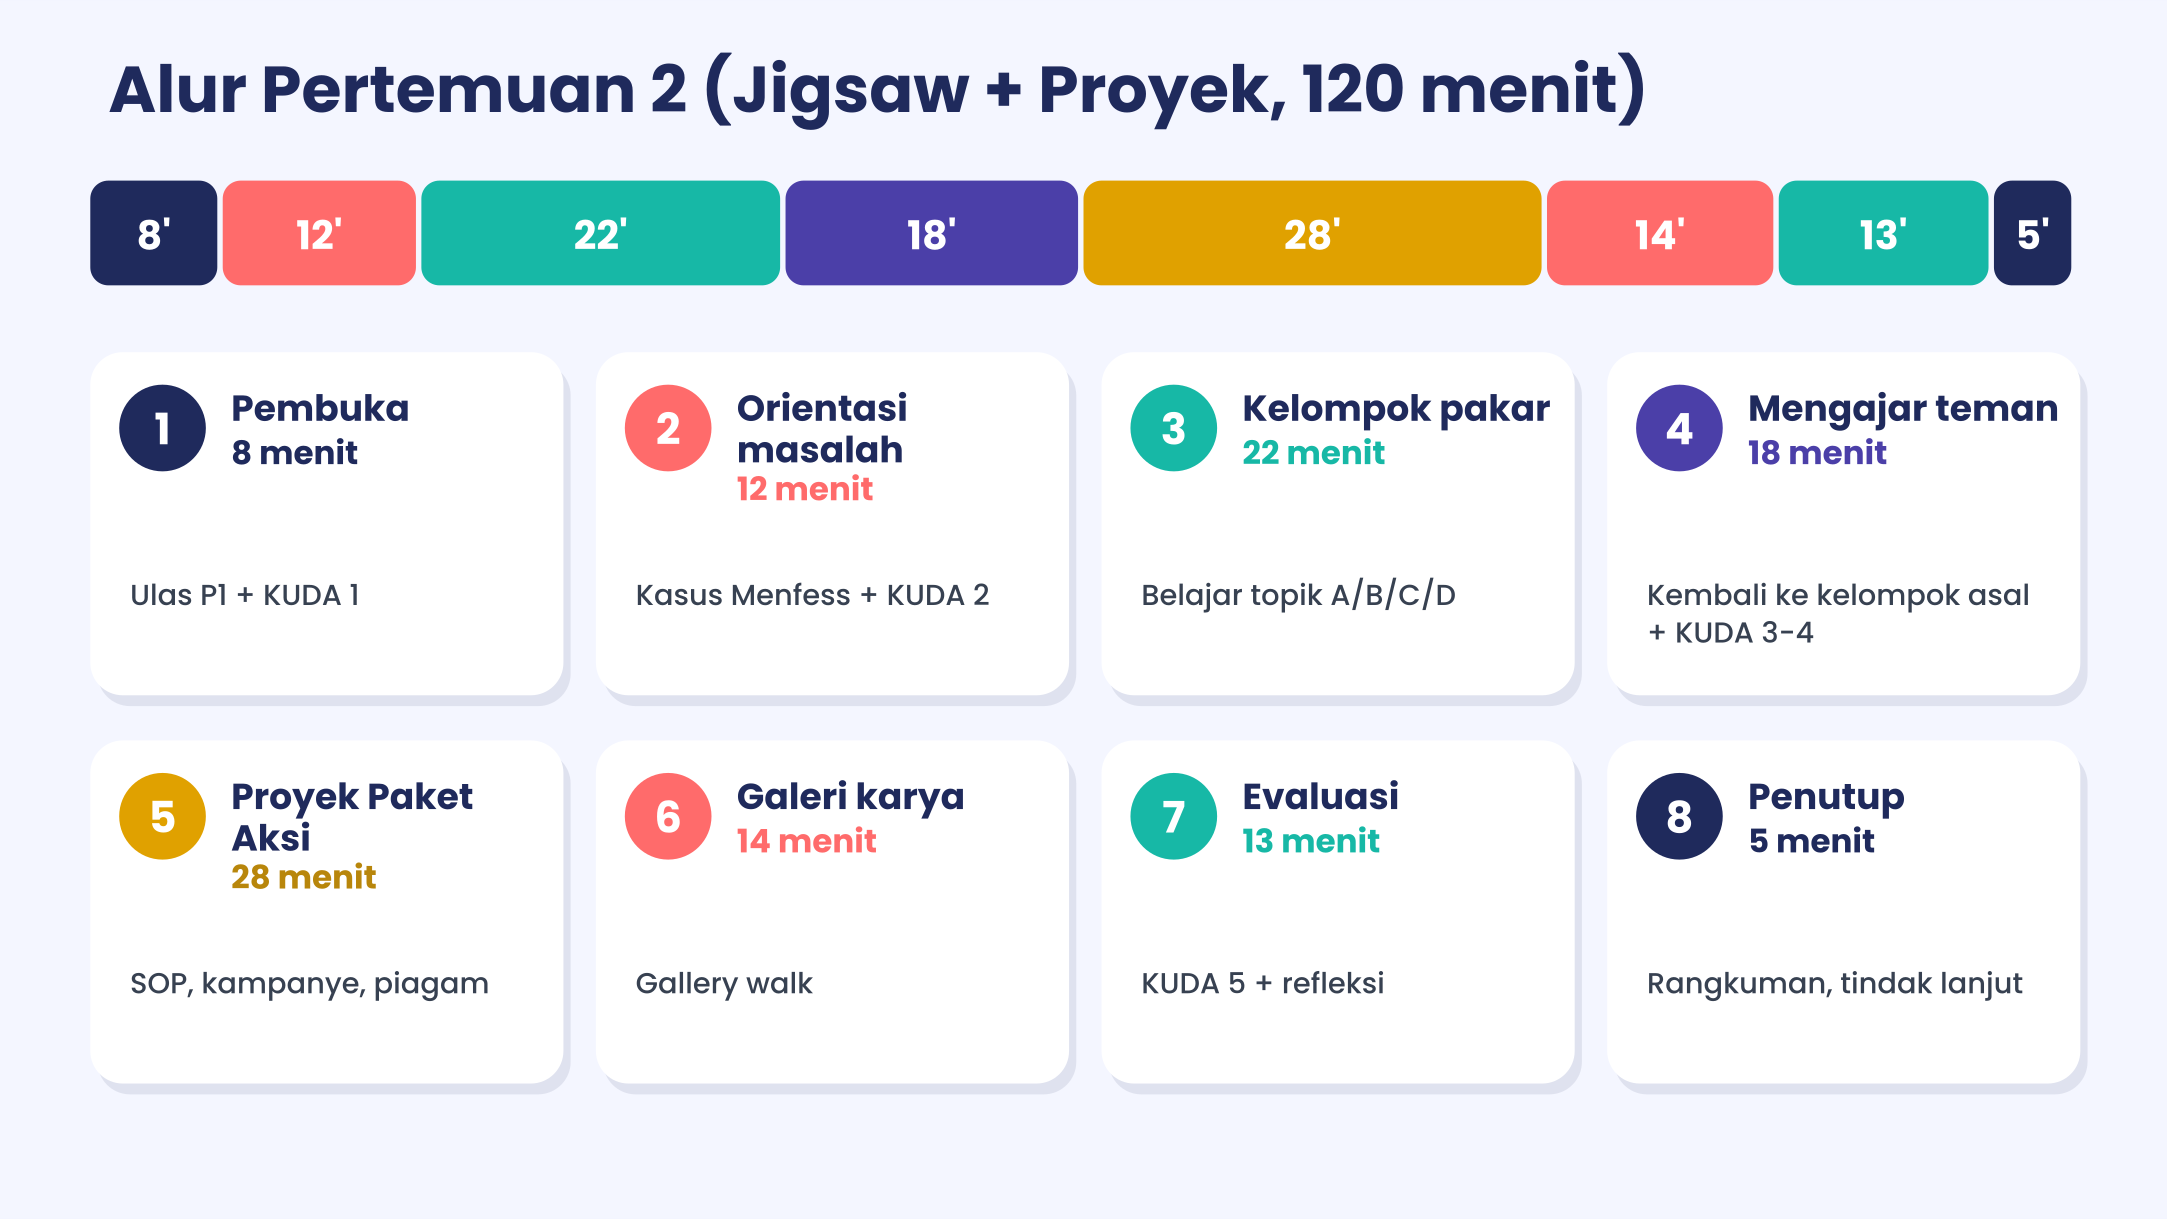 Alur Pertemuan 2 (Jigsaw + Proyek, 120 menit)
8'
12'
22'
18'
28'
14'
13'
5'
1
Pembuka
8 menit
Ulas P1 + KUDA 1
2
Orientasi
masalah
12 menit
Kasus Menfess + KUDA 2
3
Kelompok pakar
22 menit
Belajar topik A/B/C/D
4
Mengajar teman
18 menit
Kembali ke kelompok asal
+ KUDA 3-4
5
Proyek Paket
Aksi
28 menit
SOP, kampanye, piagam
6
Galeri karya
14 menit
Gallery walk
7
Evaluasi
13 menit
KUDA 5 + refleksi
8
Penutup
5 menit
Rangkuman, tindak lanjut